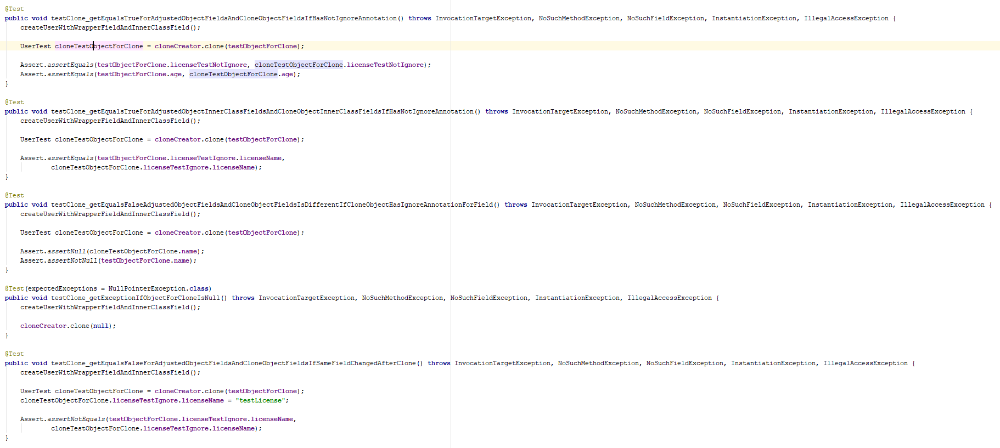 @Test
public void testClone_getEqualsTrueForAdjustedObjectFieldsAndCloneObjectFieldsIfHasNotIgnoreAnnotation() throws InvocationTargetException, NoSuchMethodException, NoSuchFieldException, InstantiationException, IllegalAccessException {
createUserWithWrapperFieldAndInnerClassField();
UserTest cloneTestObjectForClone = cloneCreator.clone(testObjectForClone);
Assert.assertEquals(testObjectForClone.licenseTestNotIgnore, cloneTestObjectForClone.licenseTestNotIgnore);
Assert.assertEquals(testObjectForClone.age, cloneTestObjectForClone.age);
}
@Test
public void testClone_getEqualsTrueForAdjustedObjectInnerClassFieldsAndCloneObjectInnerClassFieldsIfHasNotIgnoreAnnotation() throws InvocationTargetException, NoSuchMethodException, NoSuchFieldException, InstantiationException, IllegalAccessException {
createUserWithWrapperFieldAndInnerClassField();
UserTest cloneTestObjectForClone = cloneCreator.clone(testObjectForClone);
Assert.assertEquals(testObjectForClone.licenseTestIgnore.licenseName,
cloneTestObjectForClone.licenseTestIgnore.licenseName);
}
@Test
public void testClone_getEqualsFalseAdjustedObjectFieldsAndCloneObjectFieldsIsDifferentIfCloneObjectHasIgnoreAnnotationForField() throws InvocationTargetException, NoSuchMethodException, NoSuchFieldException, InstantiationException, IllegalAccessException {
createUserWithWrapperFieldAndInnerClassField();
UserTest cloneTestObjectForClone = cloneCreator.clone(testObjectForClone);
Assert.assertNull(cloneTestObjectForClone.name);
Assert.assertNotNull(testObjectForClone.name);
}
@Test(expectedExceptions = NullPointerException.class)
public void testClone_getExceptionIfObjectForCloneIsNull() throws InvocationTargetException, NoSuchMethodException, NoSuchFieldException, InstantiationException, IllegalAccessException {
createUserWithWrapperFieldAndInnerClassField();
cloneCreator.clone(null);
}
@Test
public void testClone_getEqualsFalseForAdjustedObjectFieldsAndCloneObjectFieldsIfSameFieldChangedAfterClone() throws InvocationTargetException, NoSuchMethodException, NoSuchFieldException, InstantiationException, IllegalAccessException {
createUserWithWrapperFieldAndInnerClassField();
UserTest cloneTestObjectForClone = cloneCreator.clone(testObjectForClone);
cloneTestObjectForClone.licenseTestIgnore.licenseName = "testLicense";
Assert.assertNotEquals(testObjectForClone.licenseTestIgnore.licenseName,
cloneTestObjectForClone.licenseTestIgnore.licenseName);
}